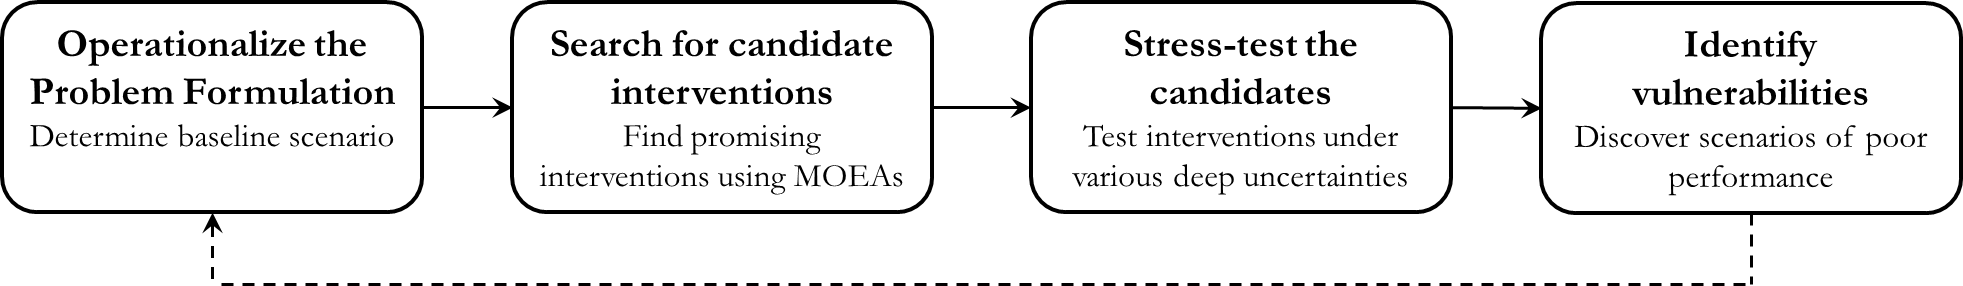 Operationalize the
Problem Formulation
Determine baseline scenario
Search for candidate
interventions
Find promising
interventions using MOEAs
Stress-test the
candidates
Test interventions under
various deep uncertainties
Identify
vulnerabilities
Discover scenarios of poor
performance